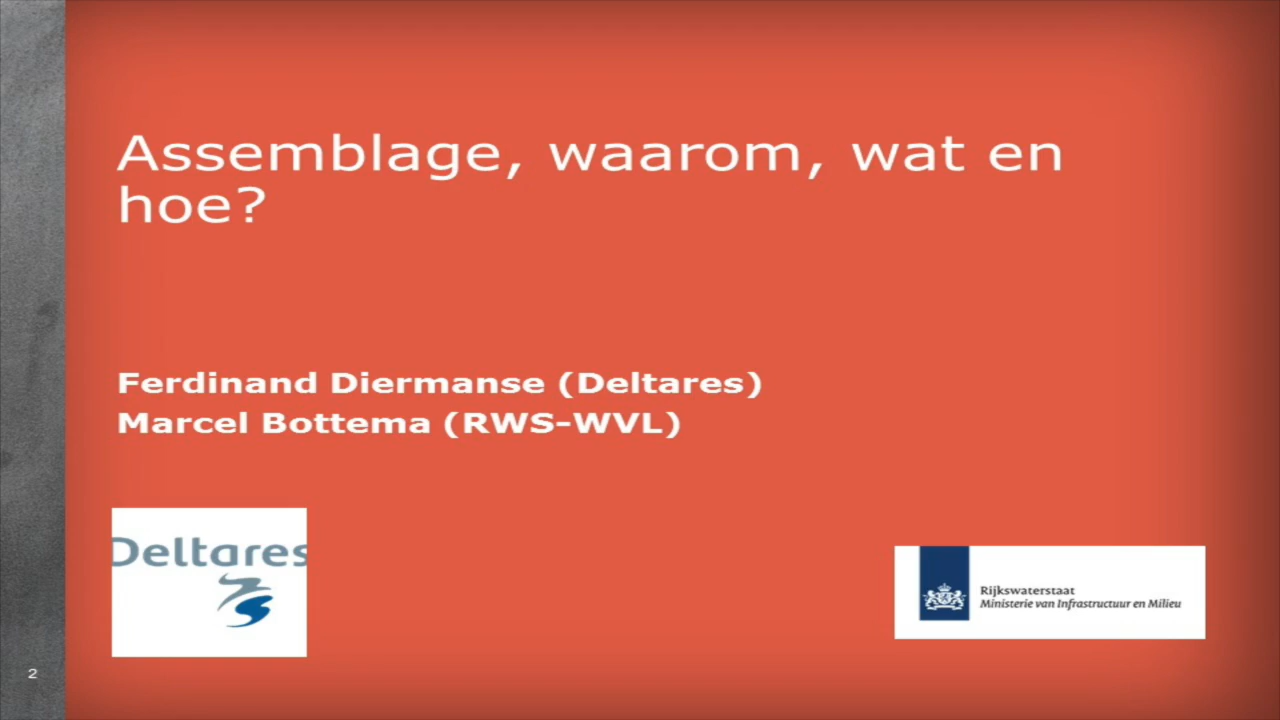 Assemblage, waarom, wat en
hoe?
Ferdinand Diermanse (Deltares)
Marcel Bottema (RWS-WVL)
Deltares
Rijkswaterstaat
Ministerie van Infrastructuur en Milieu
2